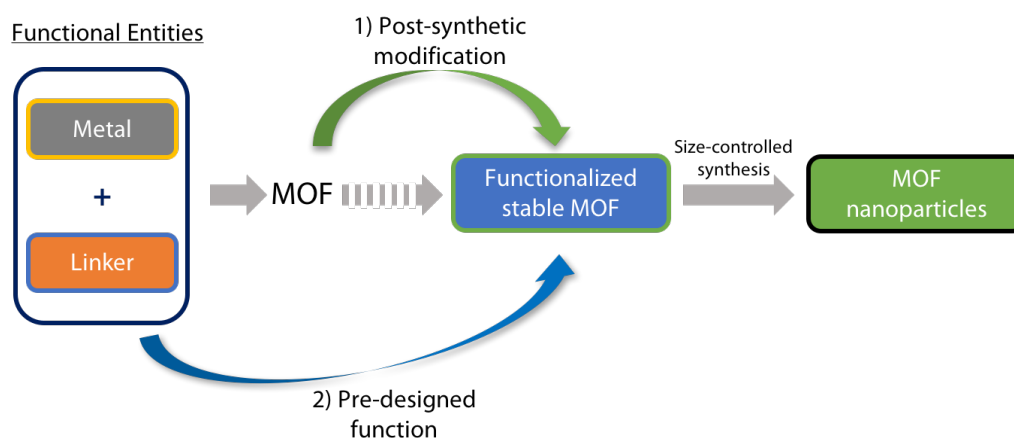 Functional Entities
Metal
+
Linker
MOF
1) Post-synthetic
modification
Functionalized
stable MOF
2) Pre-designed
function
Size-controlled
synthesis
MOF
nanoparticles